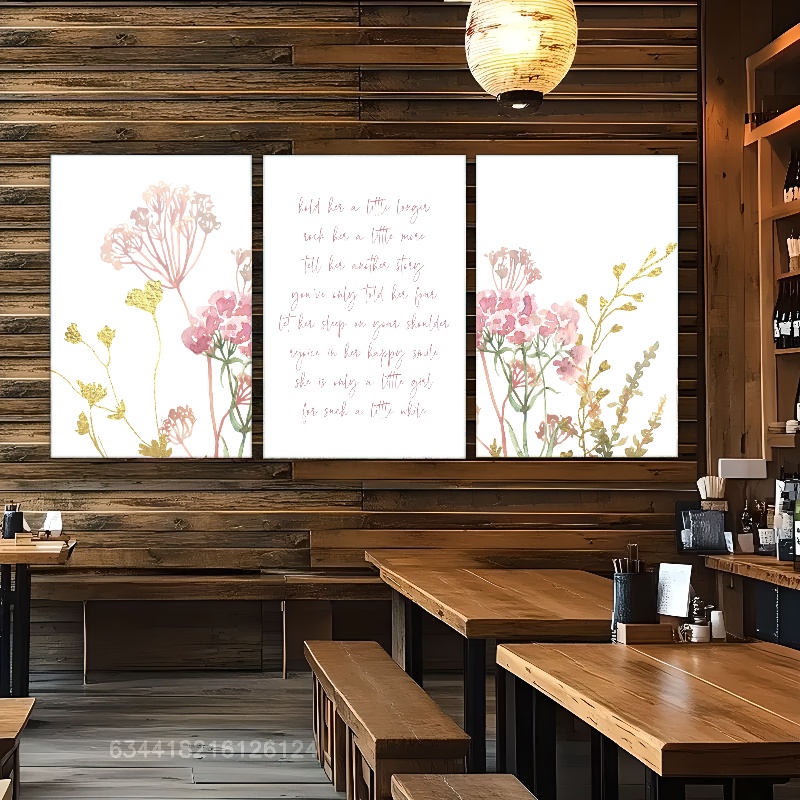 hold her a little longer
rock her a little more
tell her another story
you've only told her four
let her sleep on your shoulder
rejoice in her happy smile
she is only a little girl
for such a little while
634418216126124